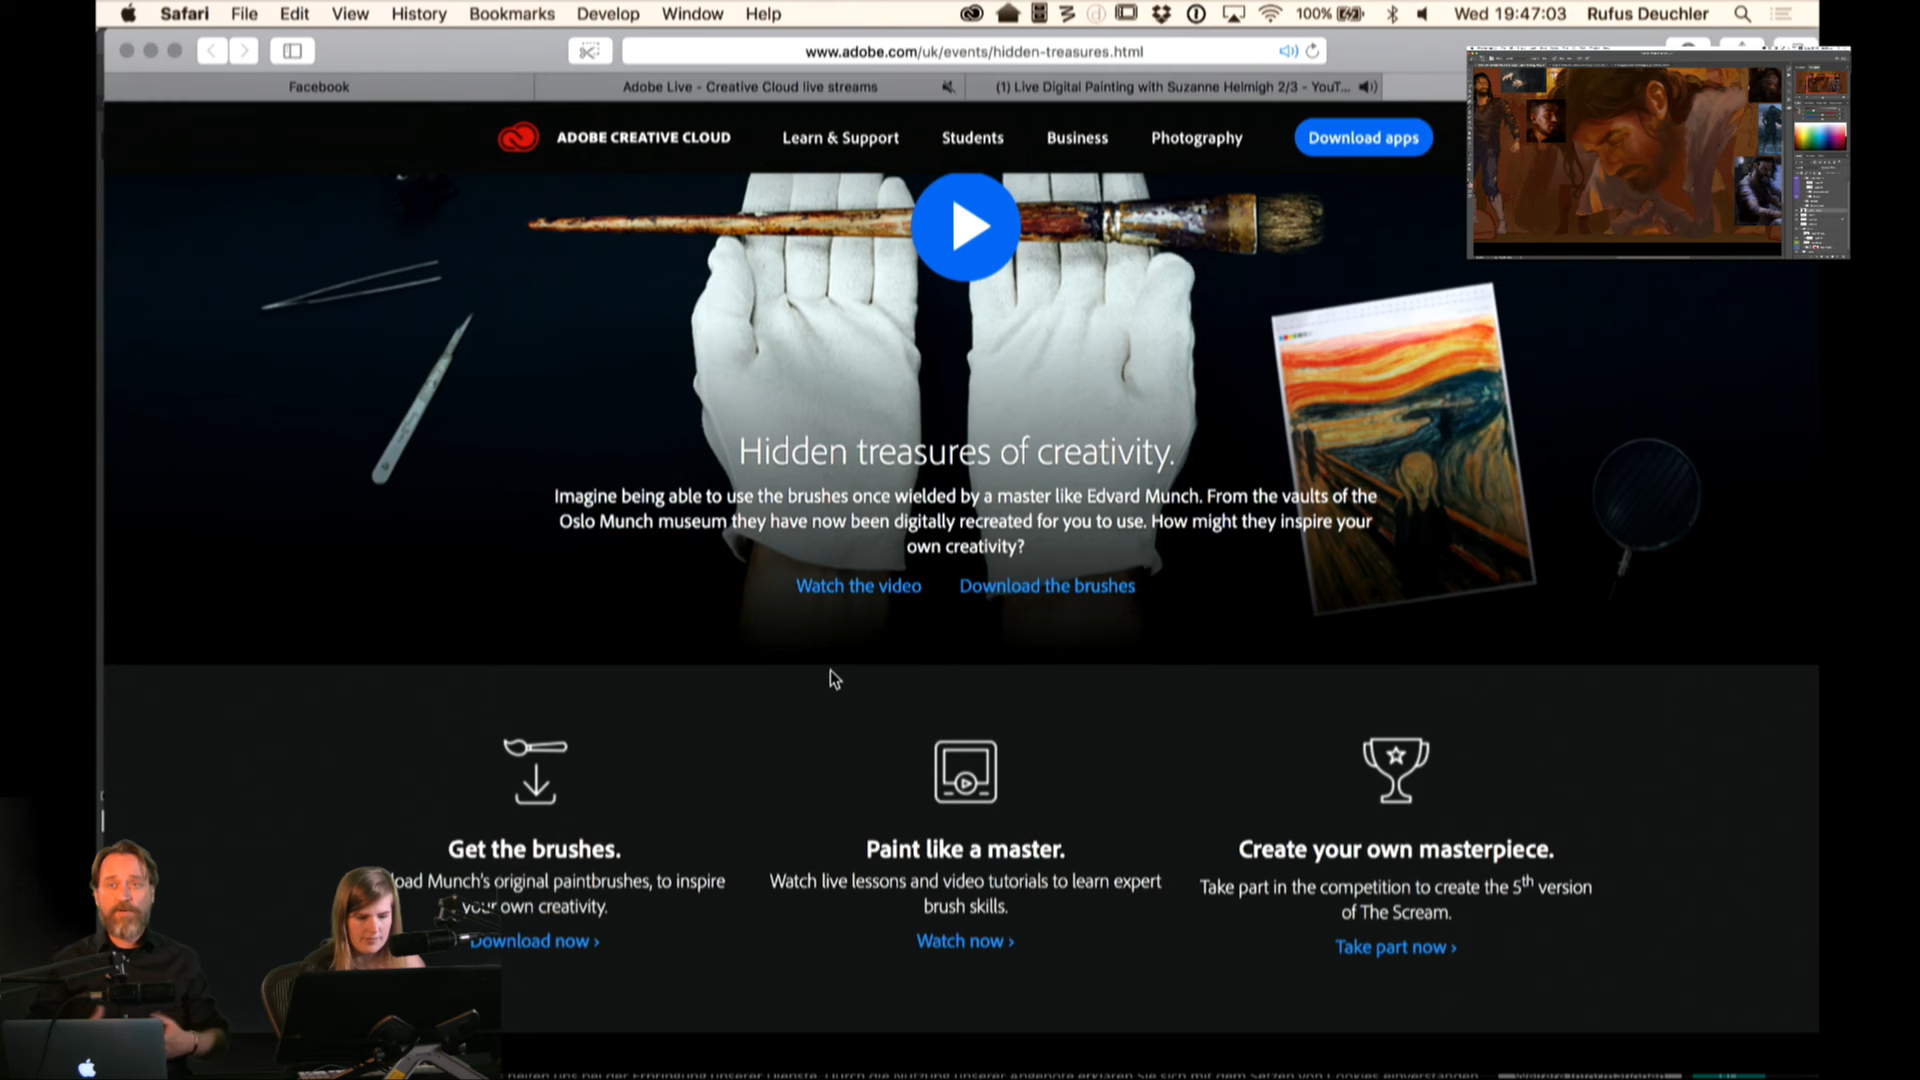 Safari File Edit View History Bookmarks Develop Window Help 100% Wed 19:47:03 Rufus Deuchler
www.adobe.com/uk/events/hidden-treasures.html
Facebook Adobe Live - Creative Cloud live streams (1) Live Digital Painting with Suzanne Helmigh 2/3 - YouT...
ADOBE CREATIVE CLOUD Learn & Support Students Business Photography Download apps
Hidden treasures of creativity.
Imagine being able to use the brushes once wielded by a master like Edvard Munch. From the vaults of the
Oslo Munch museum they have now been digitally recreated for you to use. How might they inspire your
own creativity?
Watch the video Download the brushes
Get the brushes.
oad Munch's original paintbrushes, to inspire
your own creativity.
Download now ›
Paint like a master.
Watch live lessons and video tutorials to learn expert
brush skills.
Watch now ›
Create your own masterpiece.
Take part in the competition to create the 5th version
of The Scream.
Take part now ›